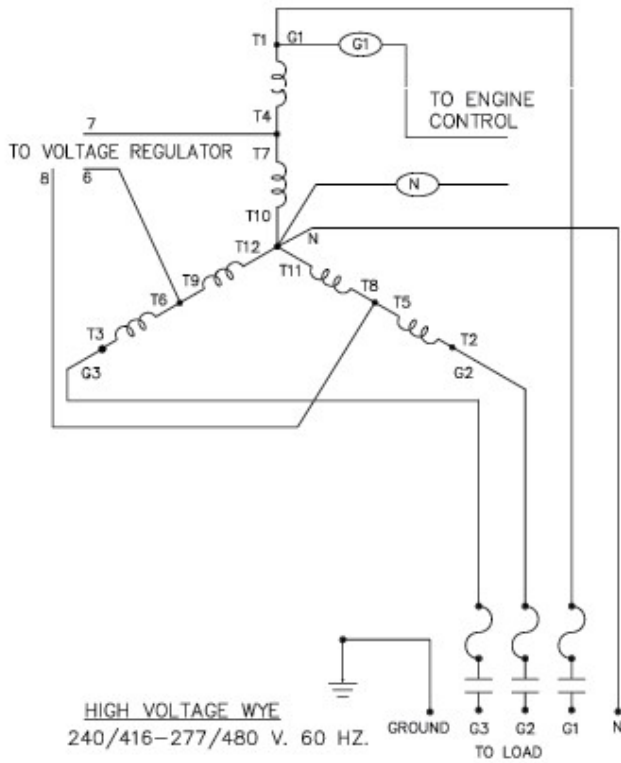 T1 G1
G1
T4
TO ENGINE
CONTROL
7
T7
TO VOLTAGE REGULATOR
8 6
N
T10
T12
N
T11
T9
T8
T6
T5
T3
T2
G3
G2
HIGH VOLTAGE WYE
240/416-277/480 V. 60 HZ.
GROUND G3 G2 G1 N
TO LOAD